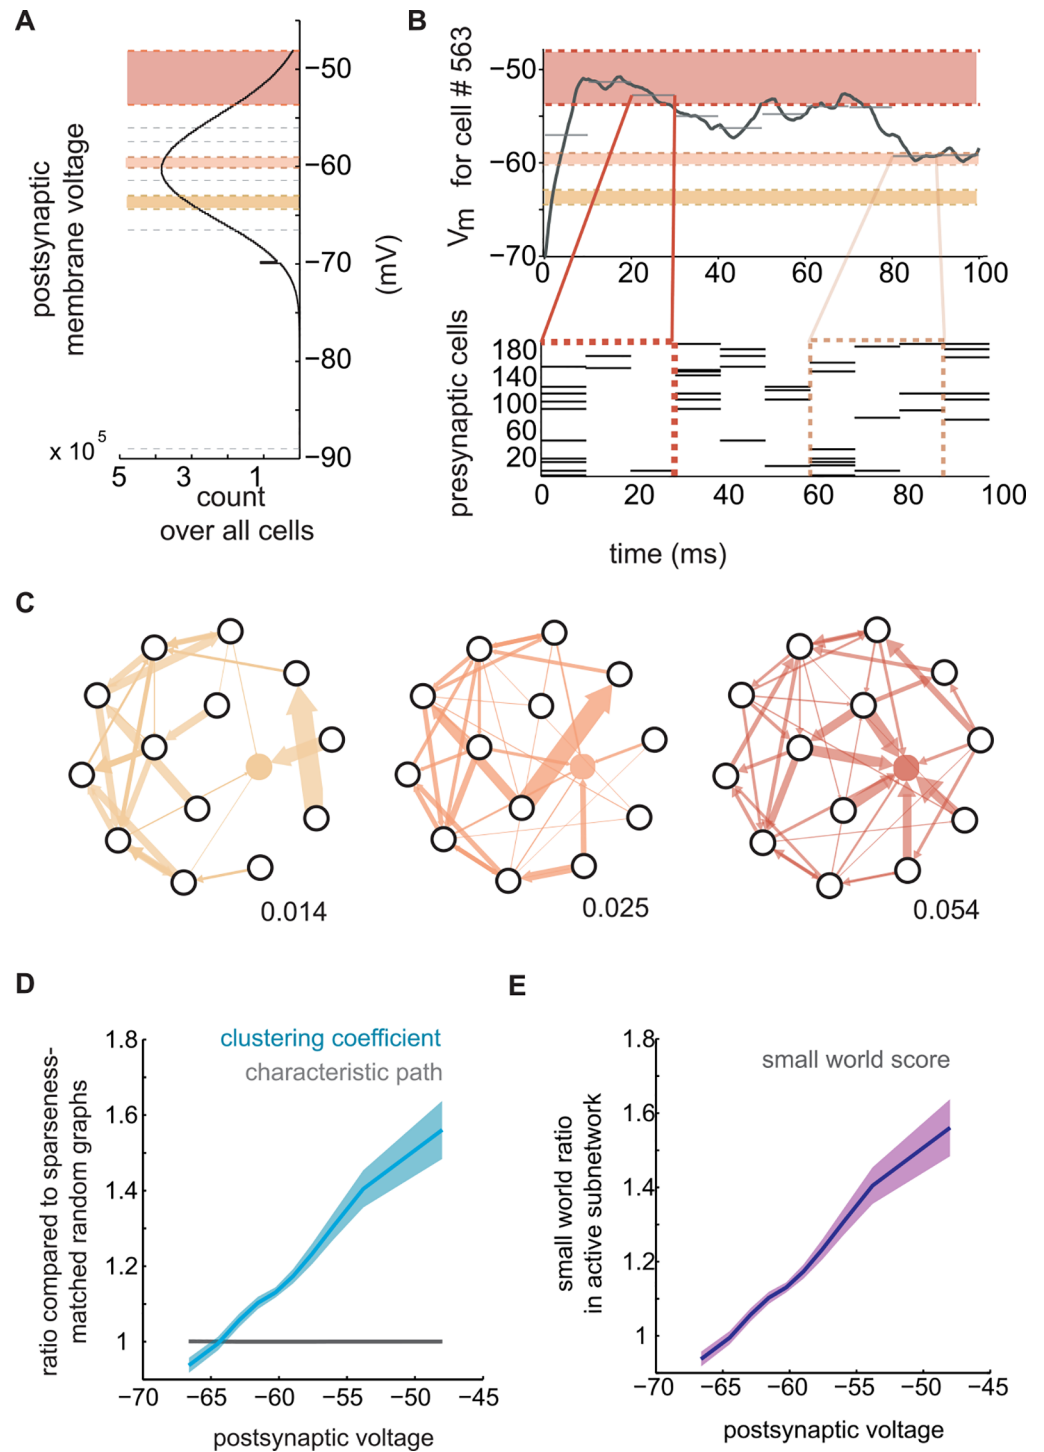 A
postsynaptic
membrane voltage
−50
−60
−70
−80
−90
(mV)
x 10⁵
5 3 1
count
over all cells
B
Vm for cell # 563
−50
−60
−70
0 20 40 60 80 100
presynaptic cells
180
140
100
60
20
0 20 40 60 80 100
time (ms)
C
0.014
0.025
0.054
D
ratio compared to sparseness-
matched random graphs
1.8
1.6
1.4
1.2
1
clustering coefficient
characteristic path
−70 −65 −60 −55 −50 −45
postsynaptic voltage
E
small world ratio
in active subnetwork
1.8
1.6
1.4
1.2
1
small world score
−70 −65 −60 −55 −50 −45
postsynaptic voltage